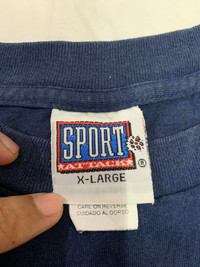 SPORT
ATTACK
®
X-LARGE
CARE ON REVERSE
CUIDADO AL DORSO